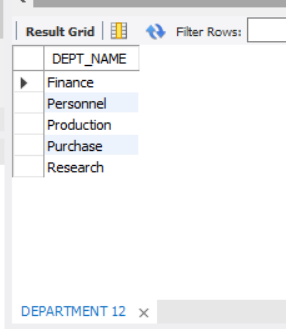 Result Grid Filter Rows:
DEPT_NAME
Finance
Personnel
Production
Purchase
Research
DEPARTMENT 12